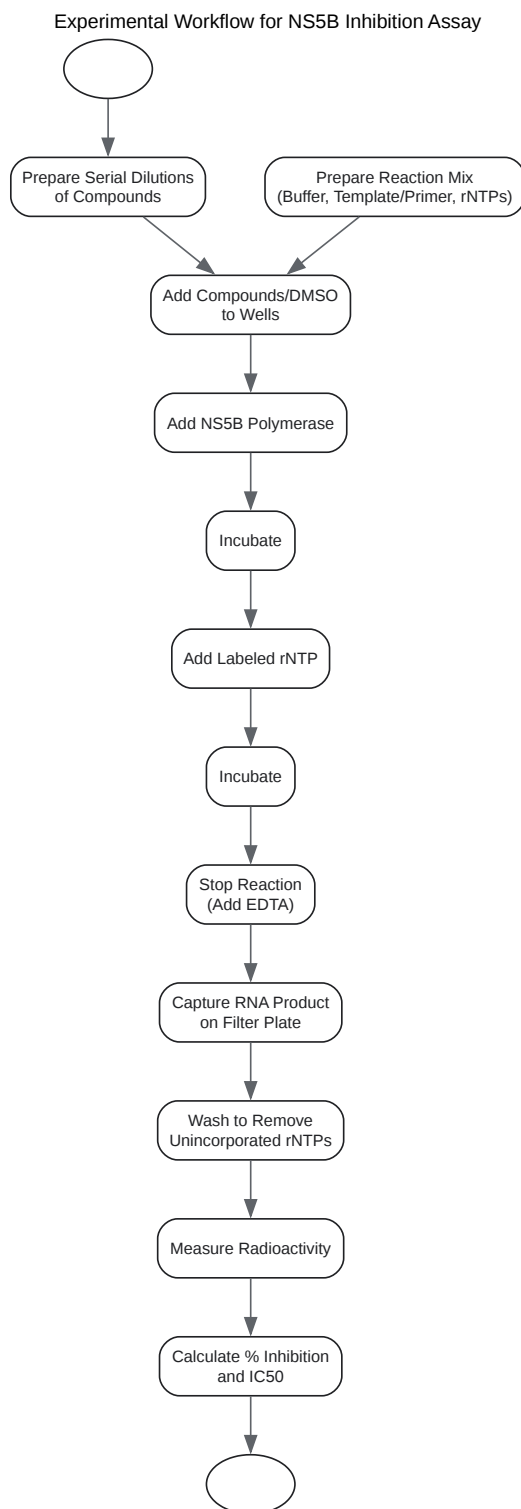 Experimental Workflow for NS5B Inhibition Assay
Prepare Serial Dilutions
of Compounds
Prepare Reaction Mix
(Buffer, Template/Primer, rNTPs)
Add Compounds/DMSO
to Wells
Add NS5B Polymerase
Incubate
Add Labeled rNTP
Incubate
Stop Reaction
(Add EDTA)
Capture RNA Product
on Filter Plate
Wash to Remove
Unincorporated rNTPs
Measure Radioactivity
Calculate % Inhibition
and IC50